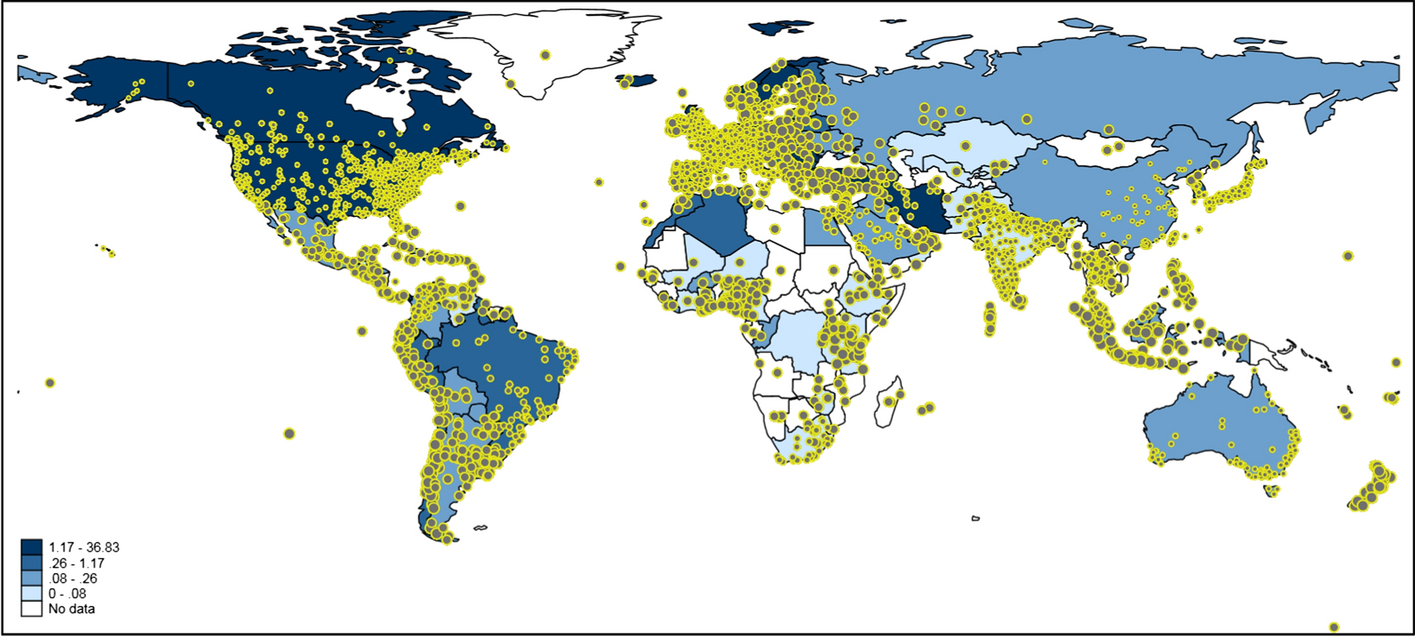 1.17 - 36.83
.26 - 1.17
.08 - .26
0 - .08
No data